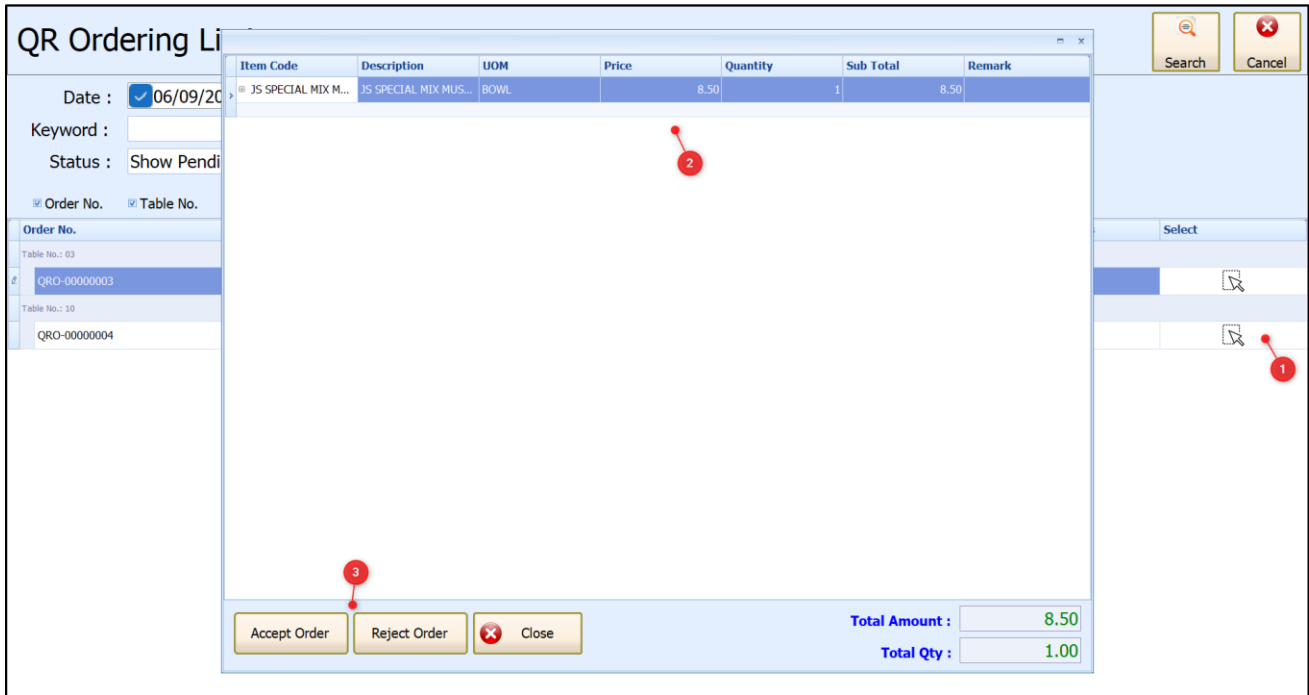 QR Ordering Li
Search
Cancel
Date : 06/09/20
Keyword :
Status : Show Pendi
Order No. Table No.
Order No. Select
Table No.: 03
QRO-00000003
Table No.: 10
QRO-00000004
1
Item Code Description UOM Price Quantity Sub Total Remark
JS SPECIAL MIX M... JS SPECIAL MIX MUS... BOWL 8.50 1 8.50
2
3
Accept Order Reject Order Close
Total Amount : 8.50
Total Qty : 1.00